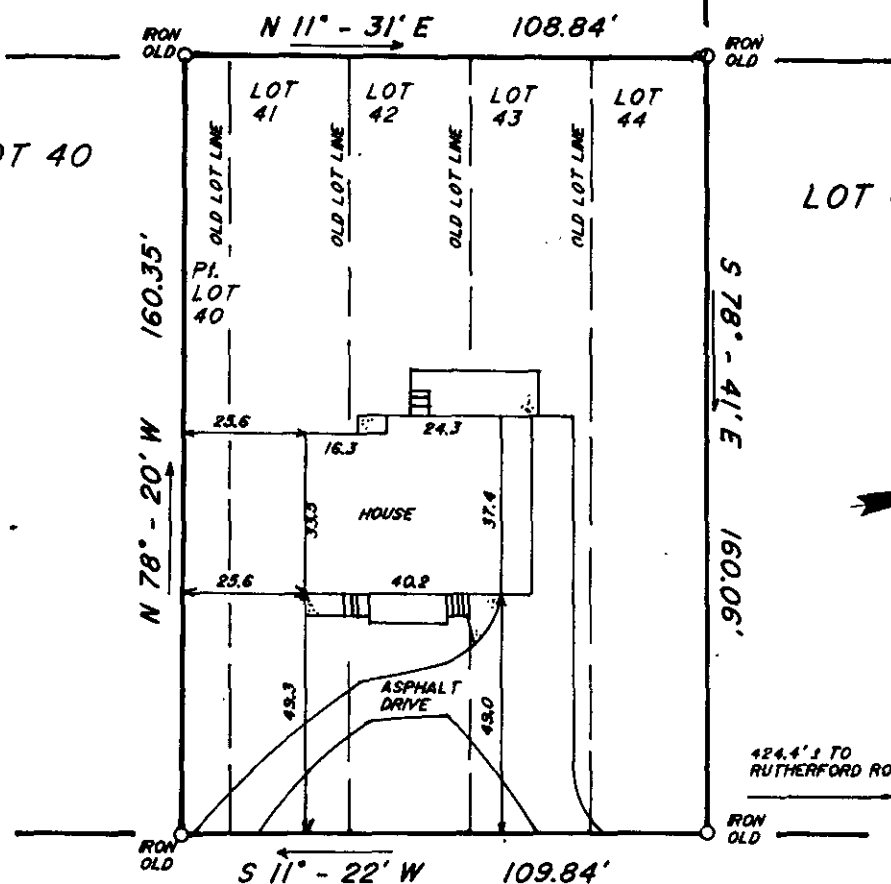 N 11° - 31' E 108.84'
IRON OLD
IRON OLD
LOT 41
LOT 42
LOT 43
LOT 44
OLD LOT LINE
OLD LOT LINE
OLD LOT LINE
OLD LOT LINE
LOT 40
LOT
160.35'
N 78° - 20' W
Pt. LOT 40
S 78° - 41' E
160.06'
25.6
16.3
24.3
33.5
HOUSE
37.4
25.6
40.2
49.3
ASPHALT DRIVE
49.0
424.4' ± TO
RUTHERFORD RO
IRON OLD
IRON OLD
S 11° - 22' W 109.84'